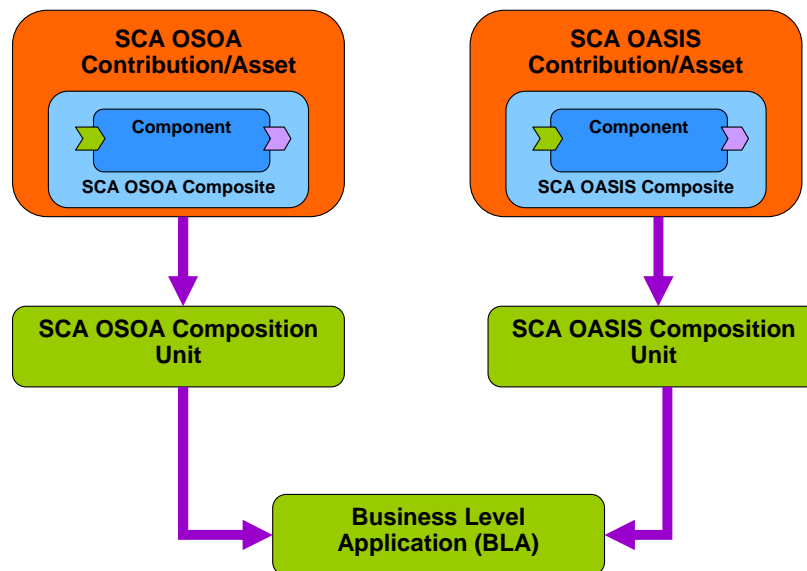 SCA OSOA
Contribution/Asset
Component
SCA OSOA Composite
SCA OASIS
Contribution/Asset
Component
SCA OASIS Composite
SCA OSOA Composition
Unit
SCA OASIS Composition
Unit
Business Level
Application (BLA)